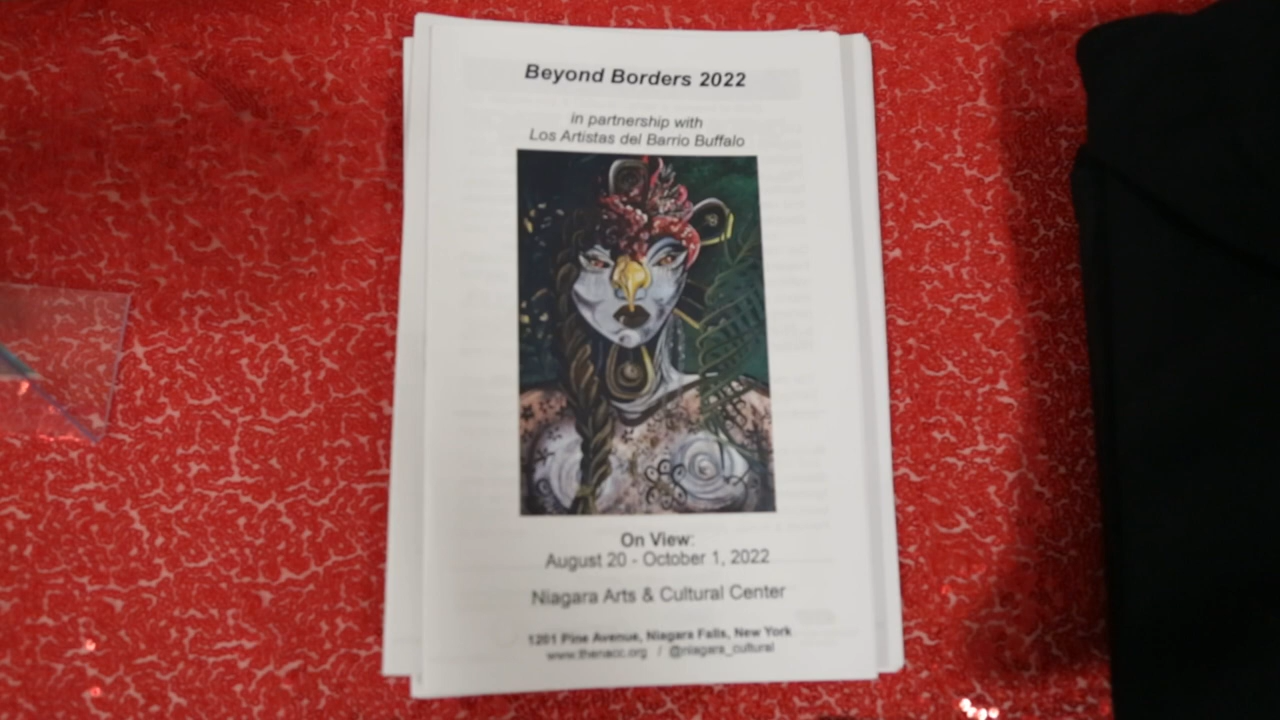 Beyond Borders 2022
in partnership with
Los Artistas del Barrio Buffalo
On View:
August 20 - October 1, 2022
Niagara Arts & Cultural Center
1201 Pine Avenue, Niagara Falls, New York
www.thenacc.org / @niagara_cultural